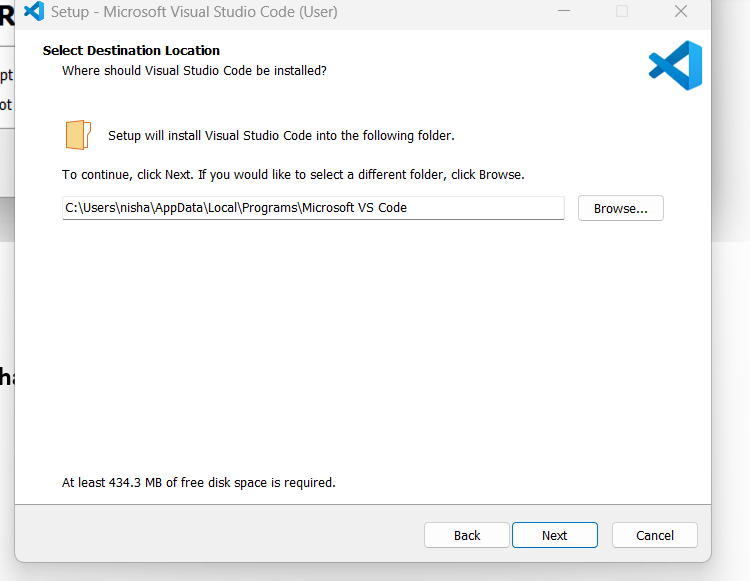 R
Setup - Microsoft Visual Studio Code (User)
Select Destination Location
Where should Visual Studio Code be installed?
pt
ot
Setup will install Visual Studio Code into the following folder.
To continue, click Next. If you would like to select a different folder, click Browse.
C:\Users\nisha\AppData\Local\Programs\Microsoft VS Code
Browse...
At least 434.3 MB of free disk space is required.
Back
Next
Cancel